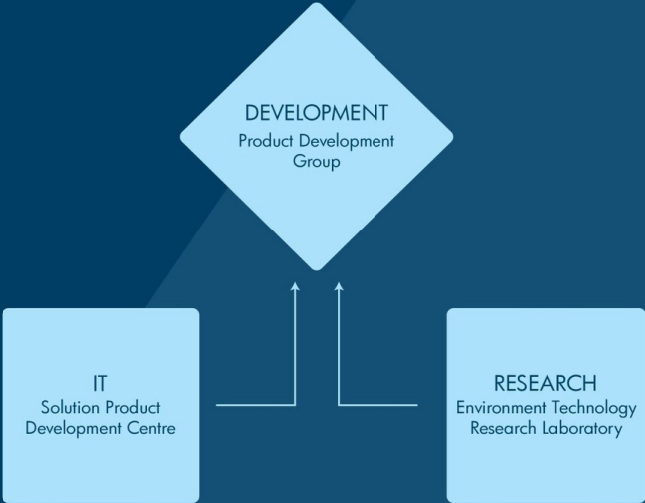 DEVELOPMENT
Product Development
Group
IT
Solution Product
Development Centre
RESEARCH
Environment Technology
Research Laboratory